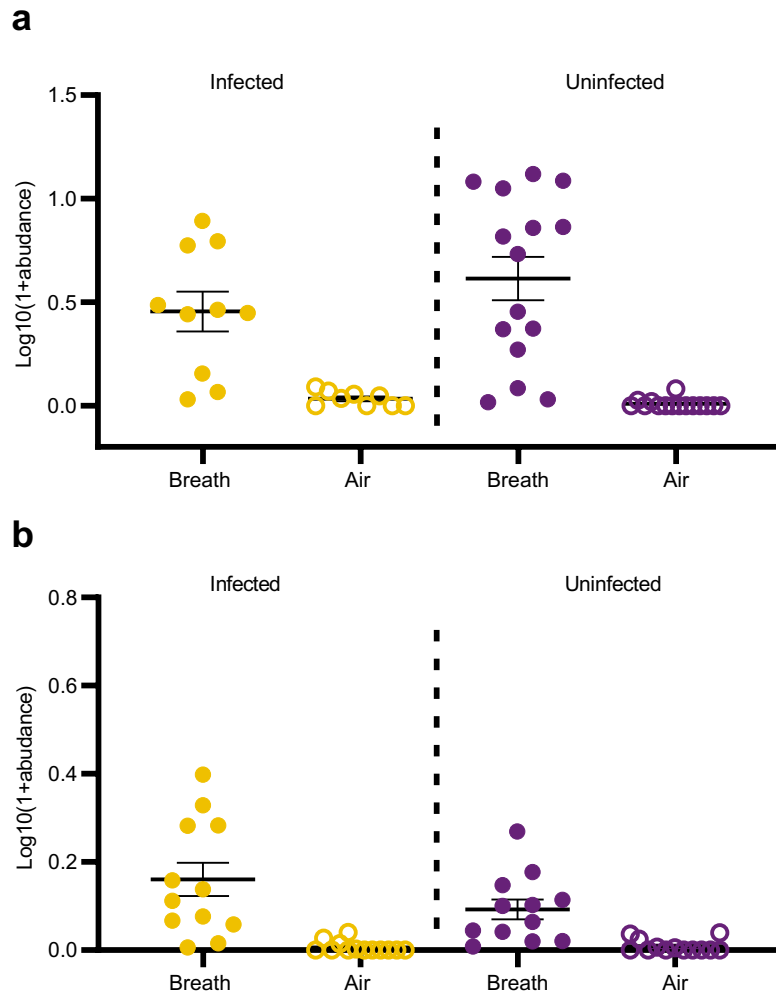 a
Infected Uninfected
1.5
1.0
0.5
0.0
Log10(1+abudance)
Breath Air Breath Air
b
Infected Uninfected
0.8
0.6
0.4
0.2
0.0
Log10(1+abudance)
Breath Air Breath Air